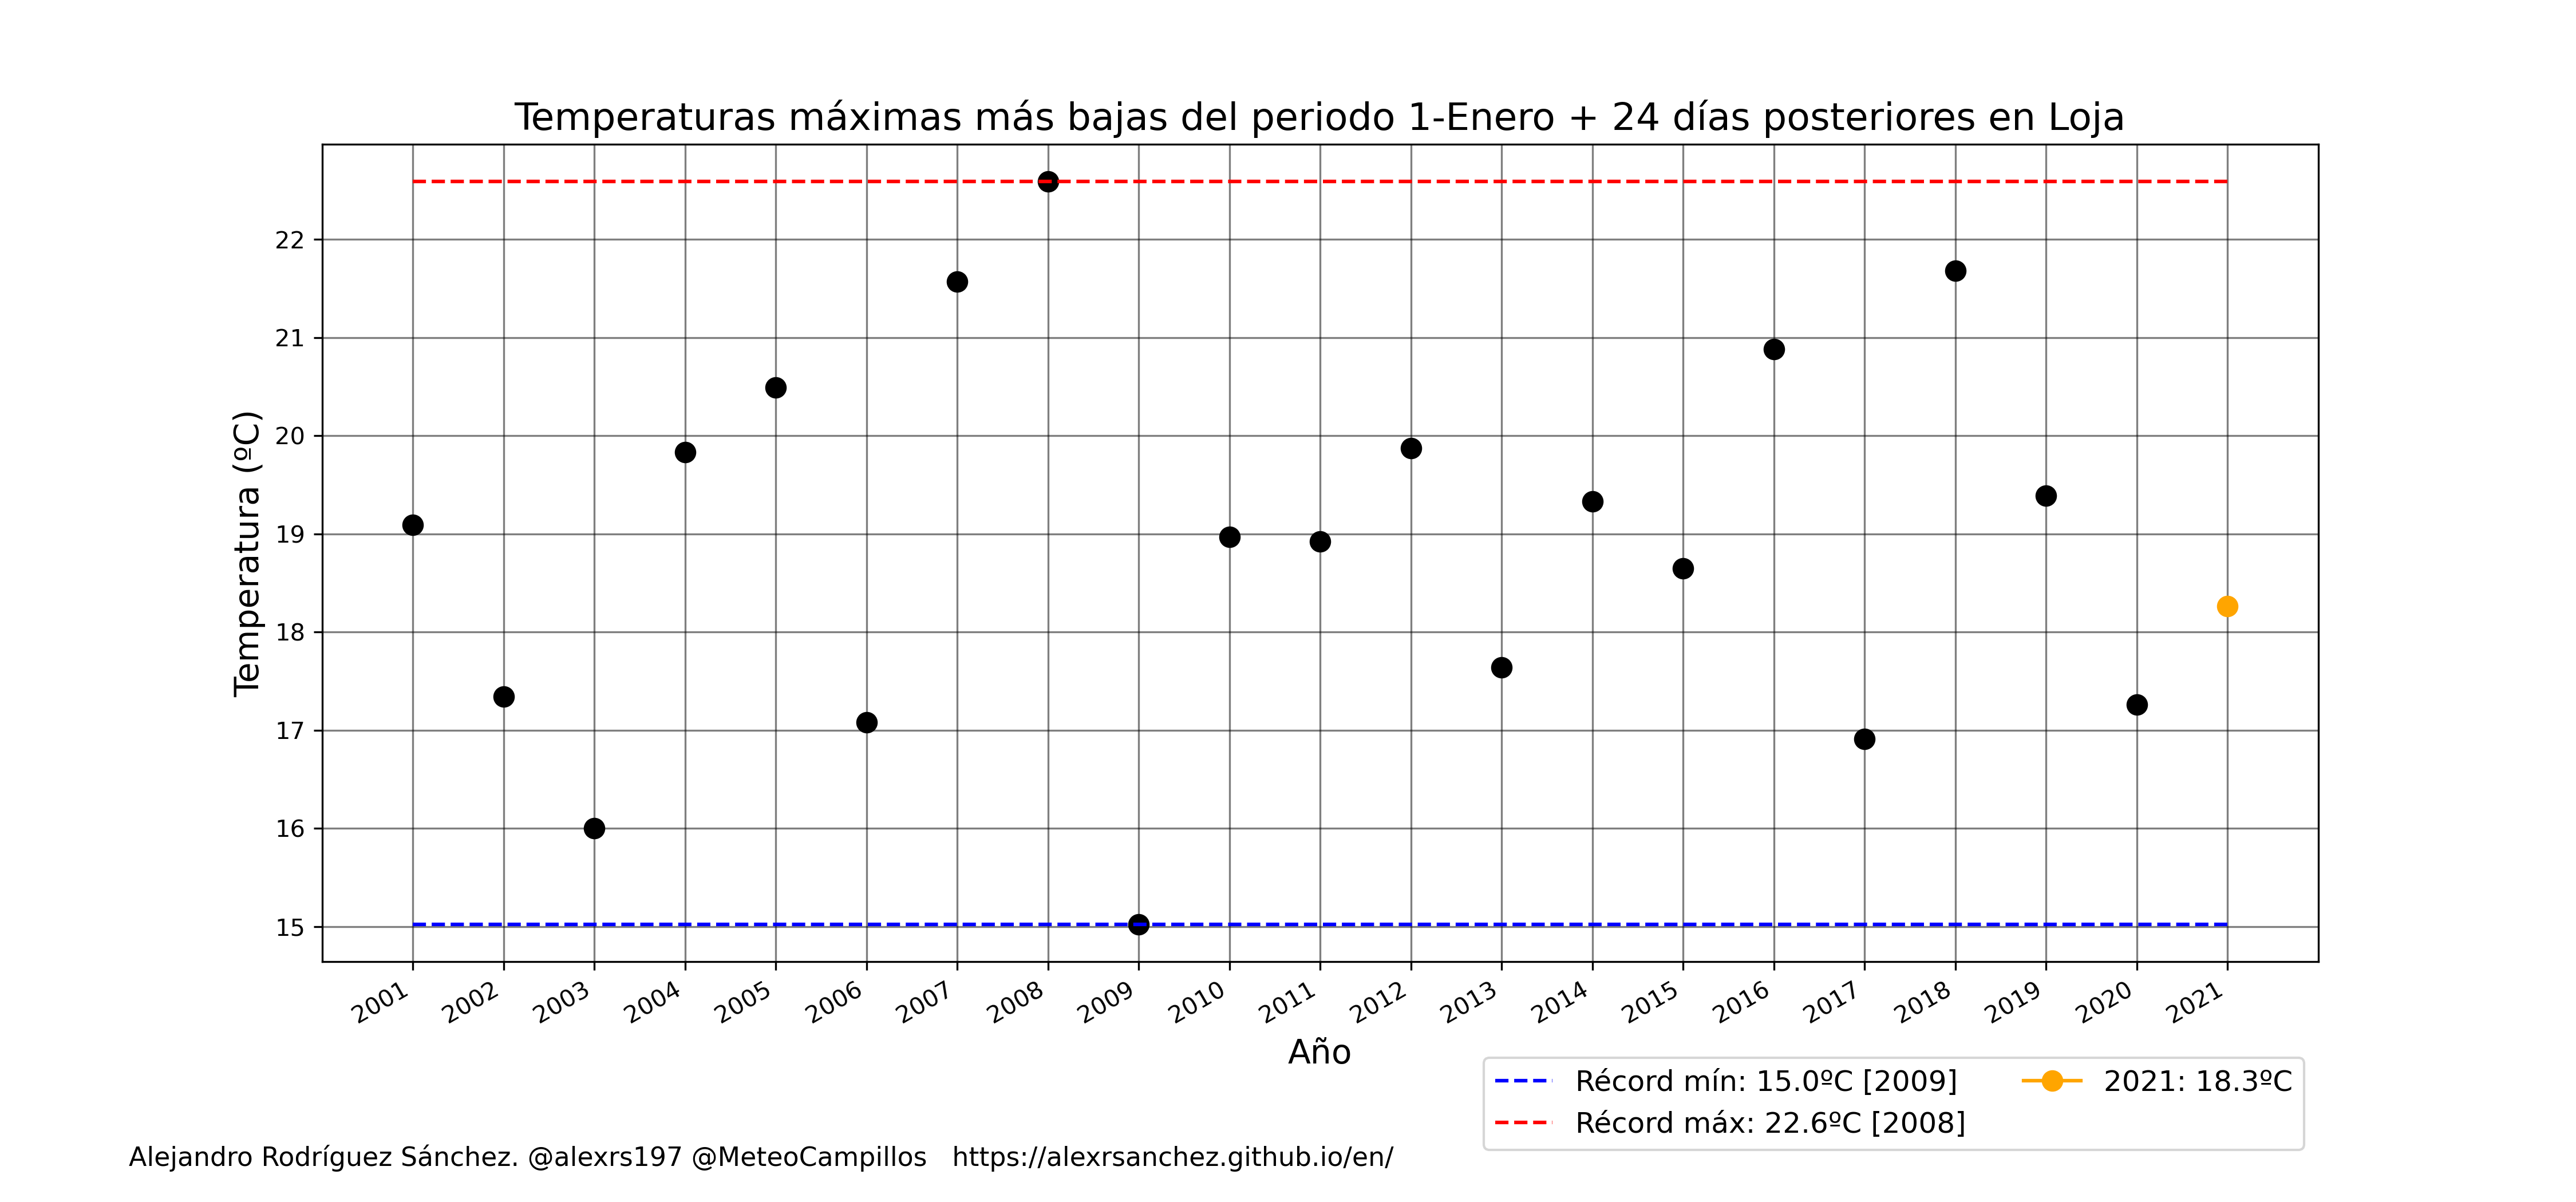 Temperaturas máximas más bajas del periodo 1-Enero + 24 días posteriores en Loja
Temperatura (ºC)
22
21
20
19
18
17
16
15
2001 2002 2003 2004 2005 2006 2007 2008 2009 2010 2011 2012 2013 2014 2015 2016 2017 2018 2019 2020 2021
Año
Récord mín: 15.0ºC [2009]
Récord máx: 22.6ºC [2008]
2021: 18.3ºC
Alejandro Rodríguez Sánchez. @alexrs197 @MeteoCampillos https://alexrsanchez.github.io/en/